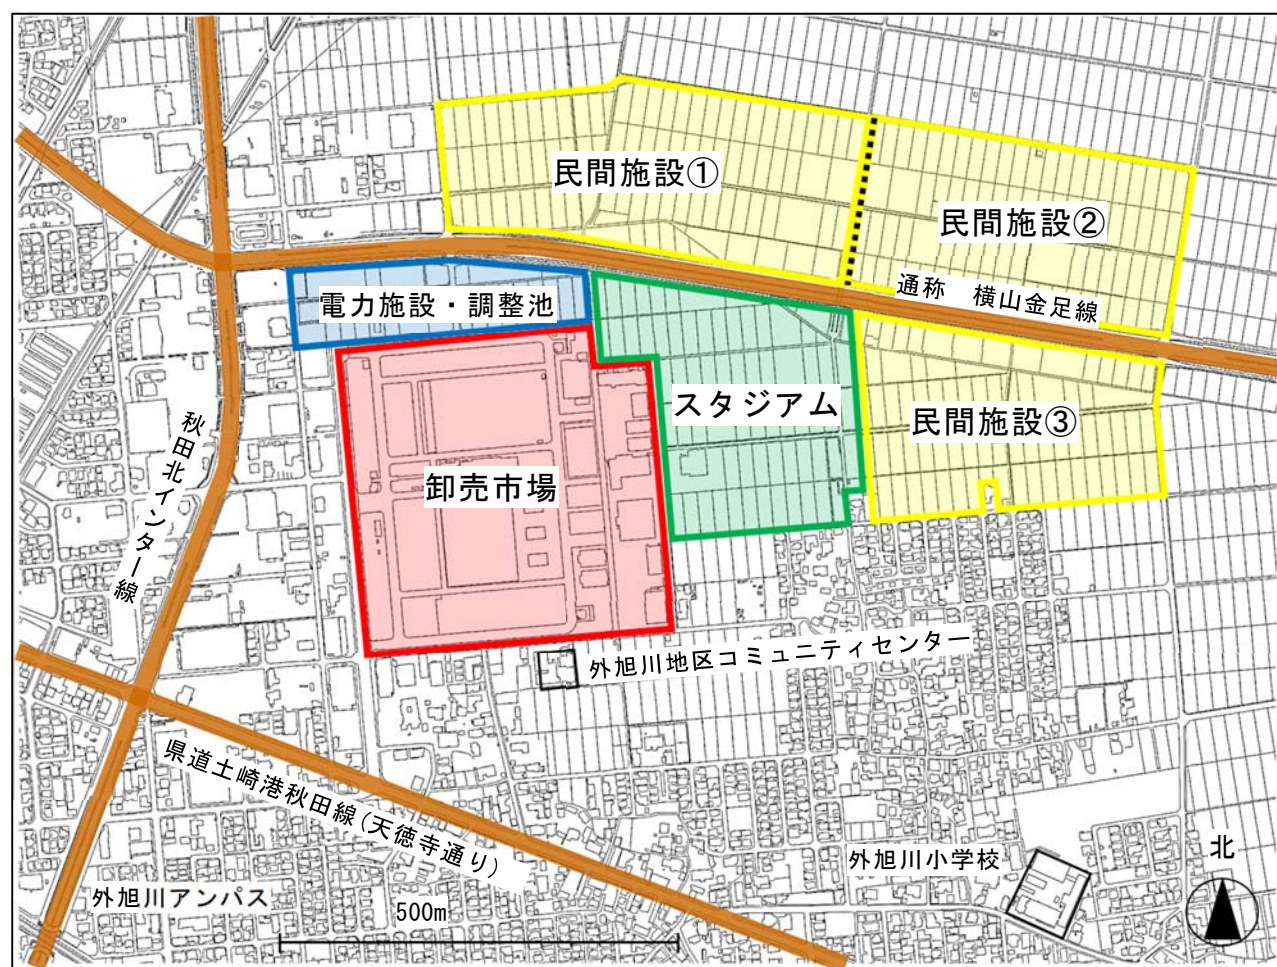 民間施設①
民間施設②
通称 横山金足線
電力施設・調整池
スタジアム
民間施設③
卸売市場
秋田北インター線
外旭川地区コミュニティセンター
県道土崎港秋田線(天徳寺通り)
外旭川小学校
北
外旭川アンパス
500m